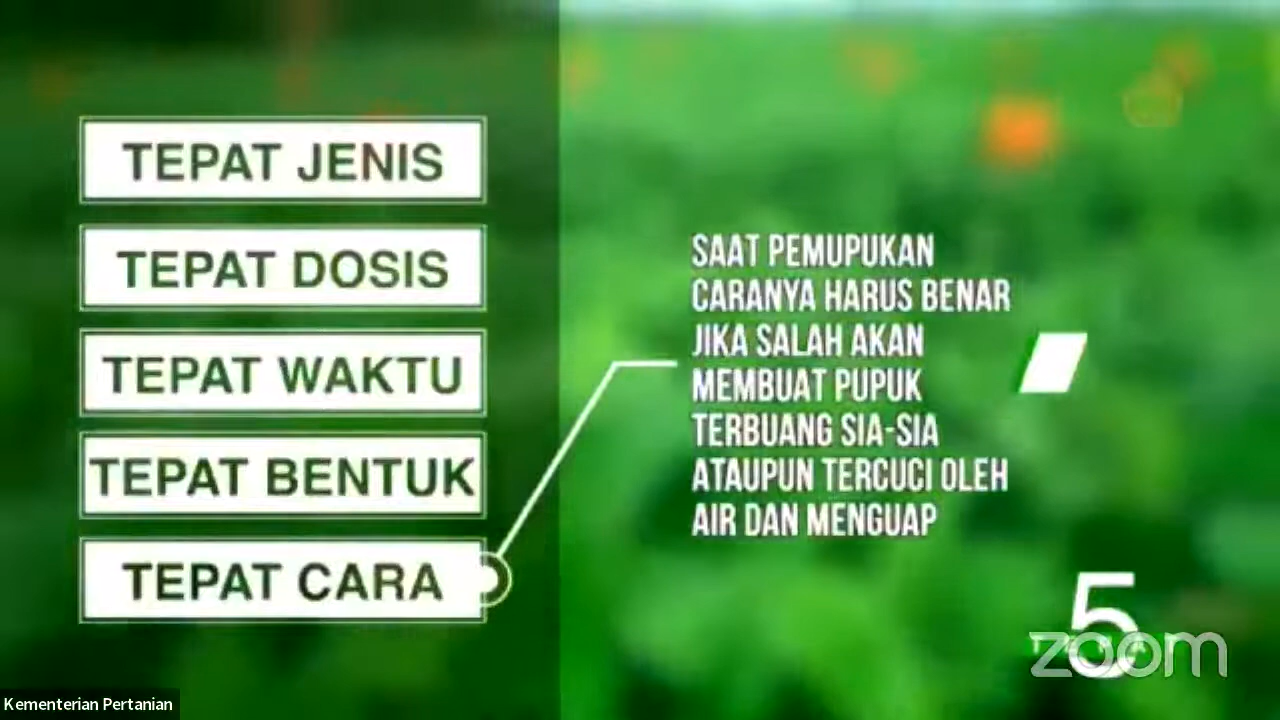 TEPAT JENIS
TEPAT DOSIS
TEPAT WAKTU
TEPAT BENTUK
TEPAT CARA
SAAT PEMUPUKAN
CARANYA HARUS BENAR
JIKA SALAH AKAN
MEMBUAT PUPUK
TERBUANG SIA-SIA
ATAUPUN TERCUCI OLEH
AIR DAN MENGUAP
5
zoom
Kementerian Pertanian